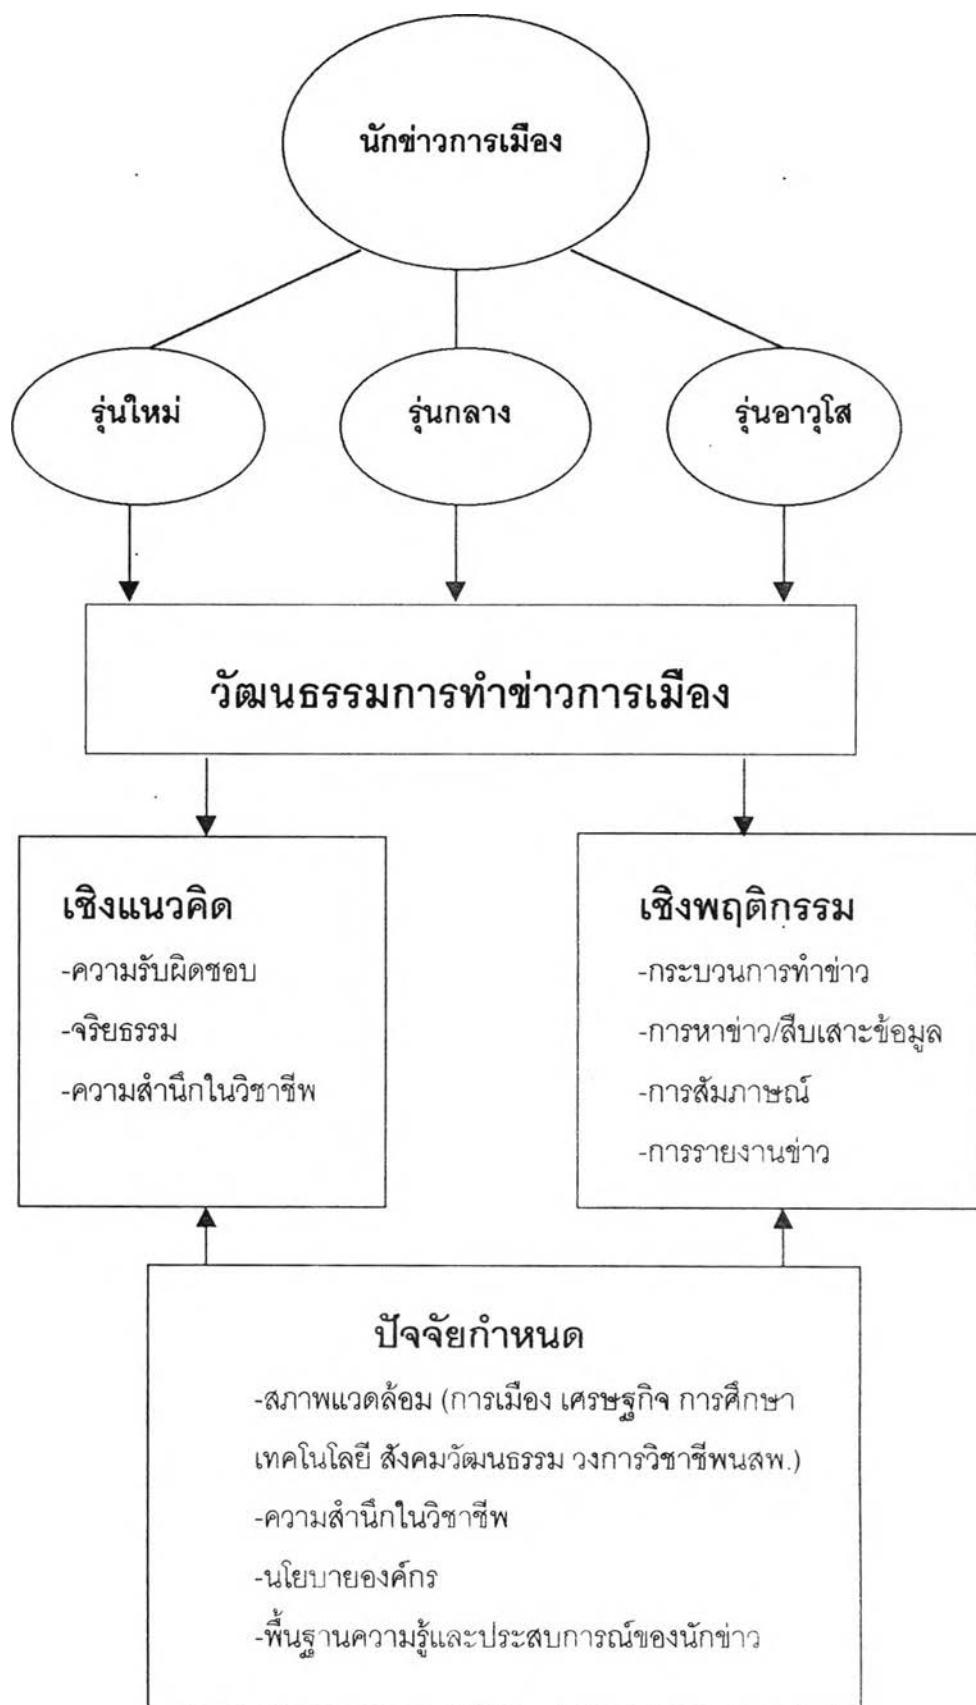 นักข่าวการเมือง
รุ่นใหม่
รุ่นกลาง
รุ่นอาวุโส
วัฒนธรรมการทำข่าวการเมือง
เชิงแนวคิด
-ความรับผิดชอบ
-จริยธรรม
-ความสำนึกในวิชาชีพ
เชิงพฤติกรรม
-กระบวนการทำข่าว
-การหาข่าว/สืบเสาะข้อมูล
-การสัมภาษณ์
-การรายงานข่าว
ปัจจัยกำหนด
-สภาพแวดล้อม (การเมือง เศรษฐกิจ การศึกษา
เทคโนโลยี สังคมวัฒนธรรม วงการวิชาชีพนสพ.)
-ความสำนึกในวิชาชีพ
-นโยบายองค์กร
-พื้นฐานความรู้และประสบการณ์ของนักข่าว